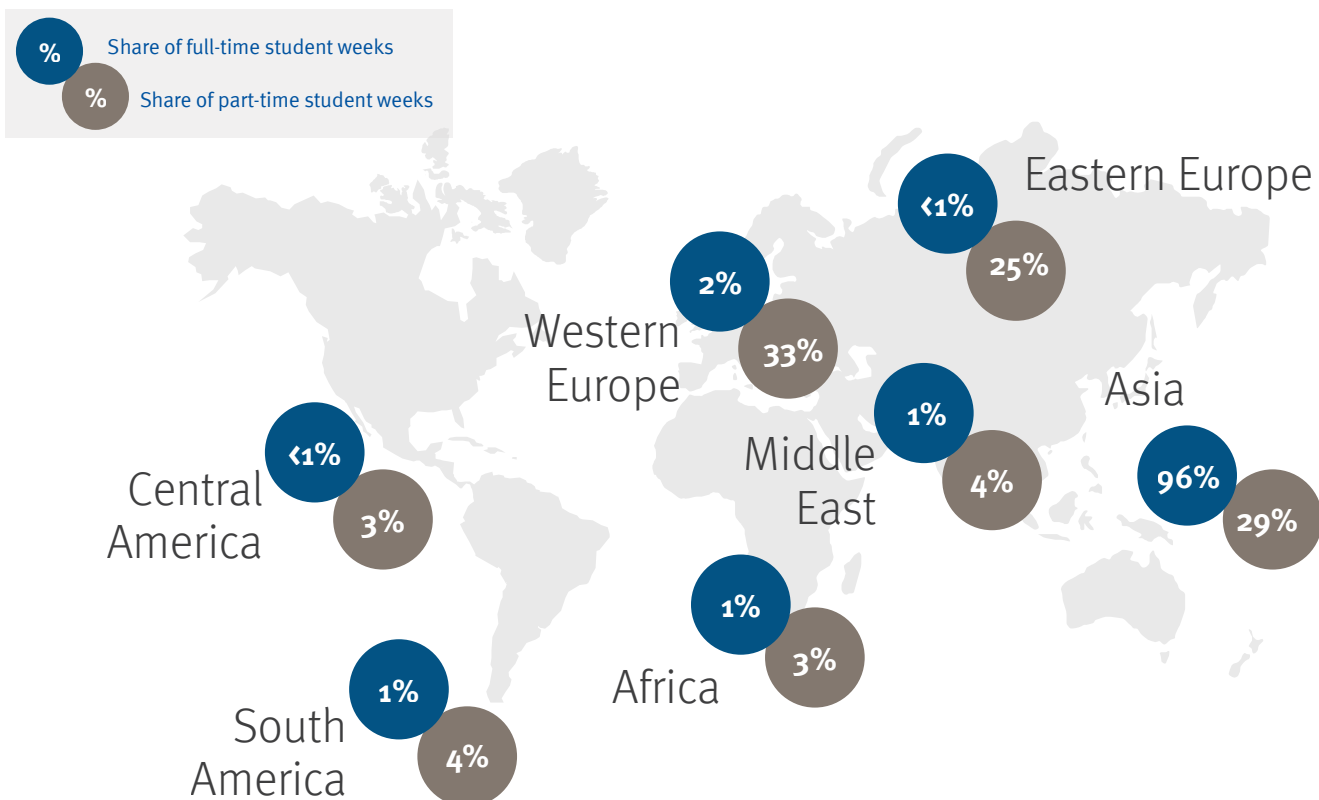 % Share of full-time student weeks
% Share of part-time student weeks
Eastern Europe
<1%
25%
2%
33%
Western
Europe
Asia
96%
29%
1%
4%
Middle
East
<1%
3%
Central
America
1%
3%
Africa
1%
4%
South
America